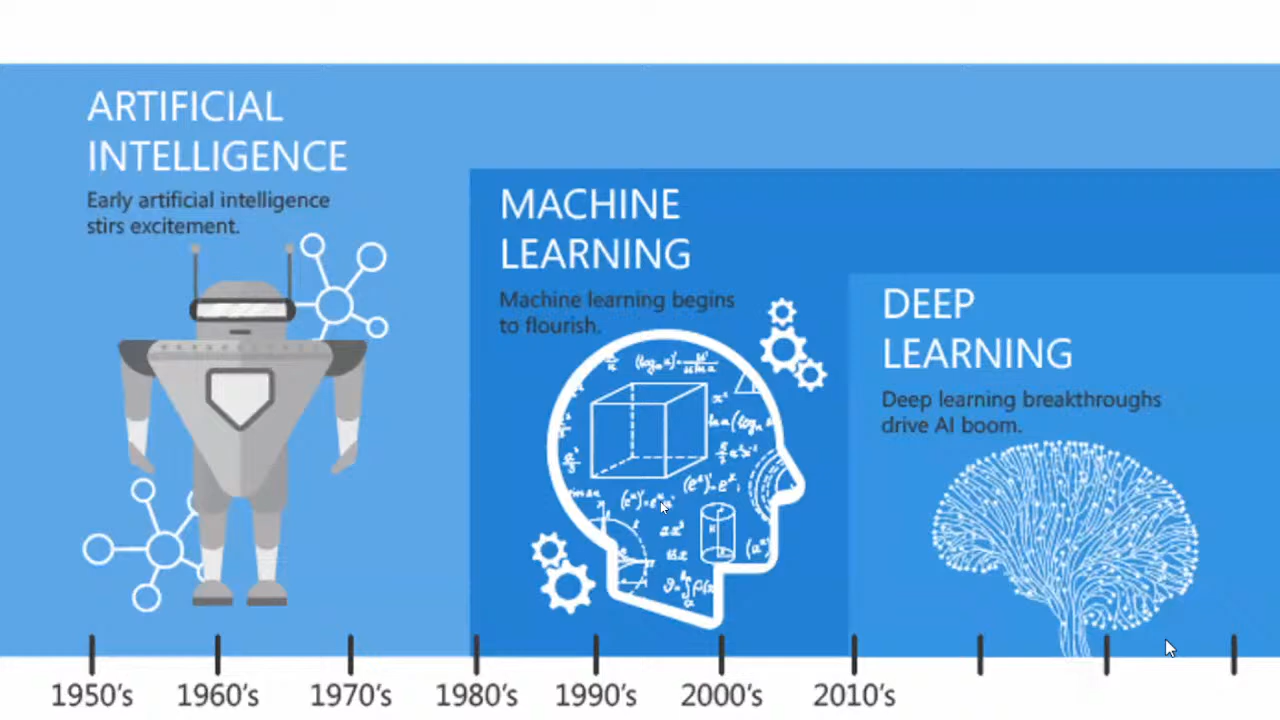 ARTIFICIAL
INTELLIGENCE
Early artificial intelligence
stirs excitement.
MACHINE
LEARNING
Machine learning begins
to flourish.
DEEP
LEARNING
Deep learning breakthroughs
drive AI boom.
1950's 1960's 1970's 1980's 1990's 2000's 2010's